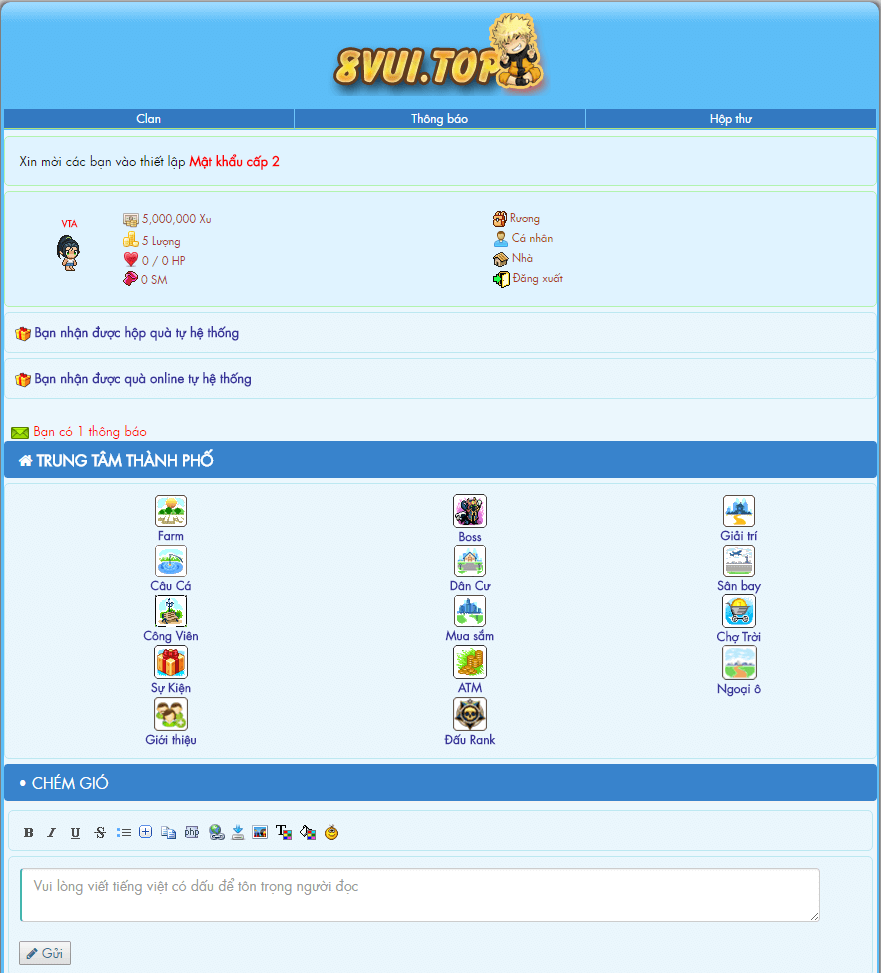 8VUI.TOP
Clan Thông báo Hộp thư
Xin mời các bạn vào thiết lập Mật khẩu cấp 2
VTA
5,000,000 Xu
5 Lượng
0 / 0 HP
0 SM
Rương
Cá nhân
Nhà
Đăng xuất
Bạn nhận được hộp quà tự hệ thống
Bạn nhận được quà online tự hệ thống
Bạn có 1 thông báo
TRUNG TÂM THÀNH PHỐ
Farm Boss Giải trí
Câu Cá Dân Cư Sân bay
Công Viên Mua sắm Chợ Trời
Sự Kiện ATM Ngoại ô
Giới thiệu Đấu Rank
• CHÉM GIÓ
B I U S php T
Vui lòng viết tiếng việt có dấu để tôn trọng người đọc
Gửi